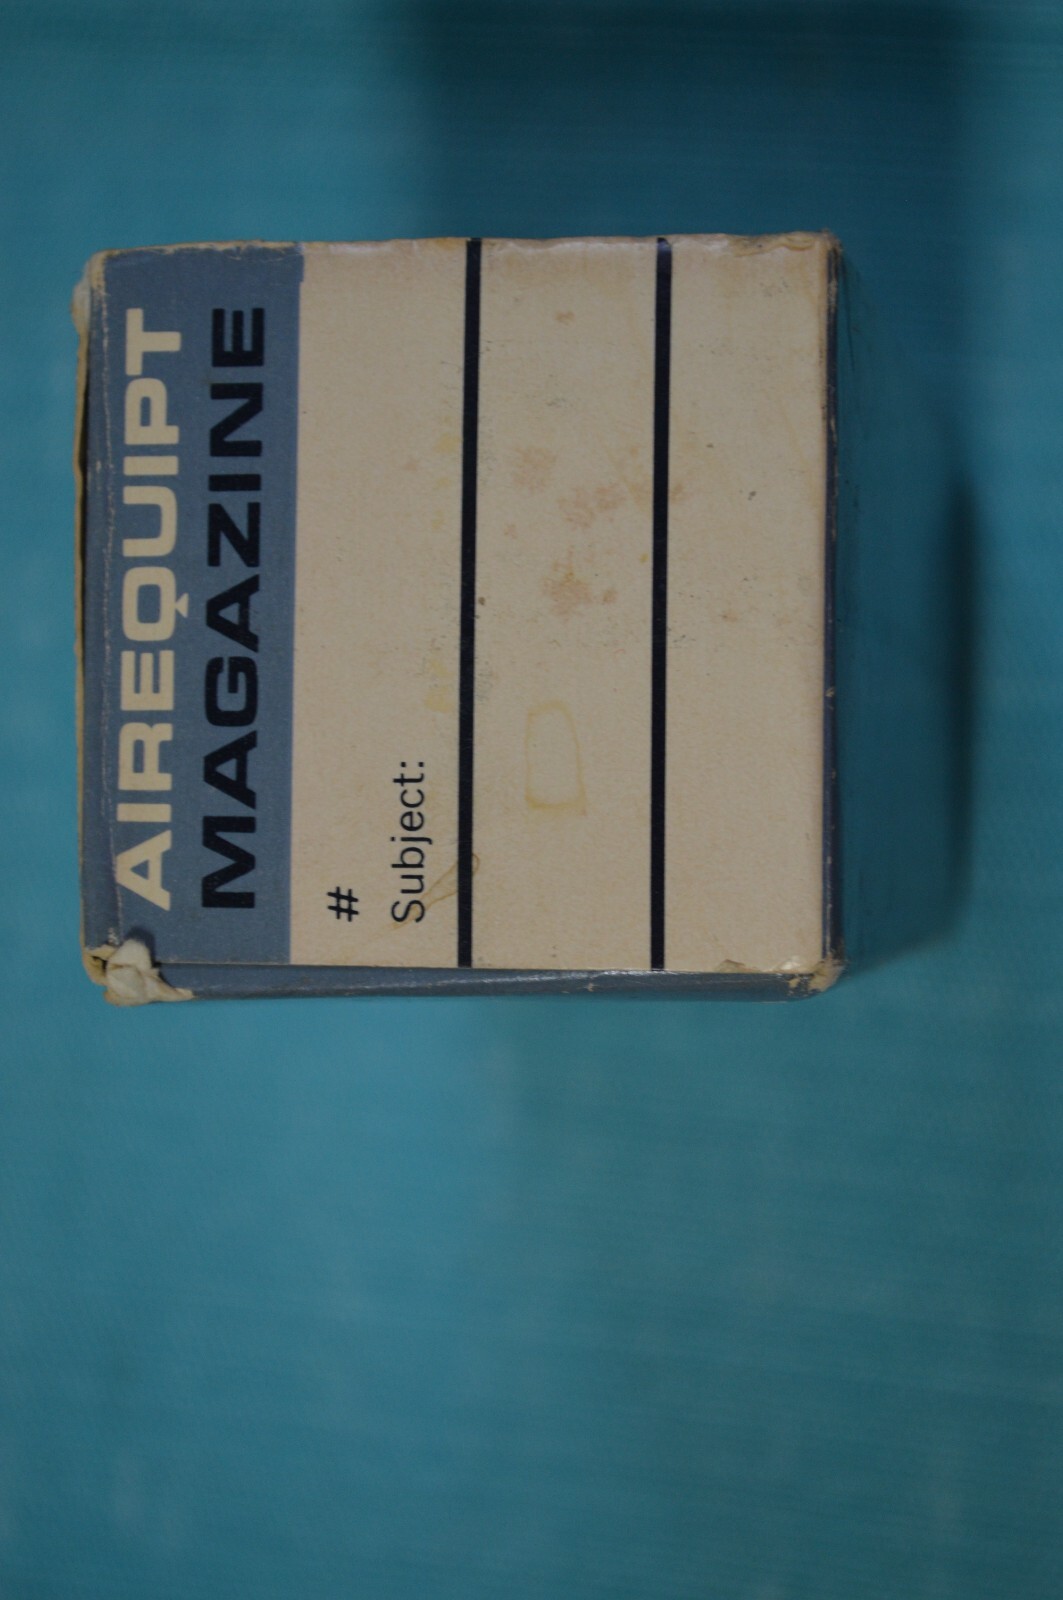 AIREQUIPT
MAGAZINE
#
Subject: